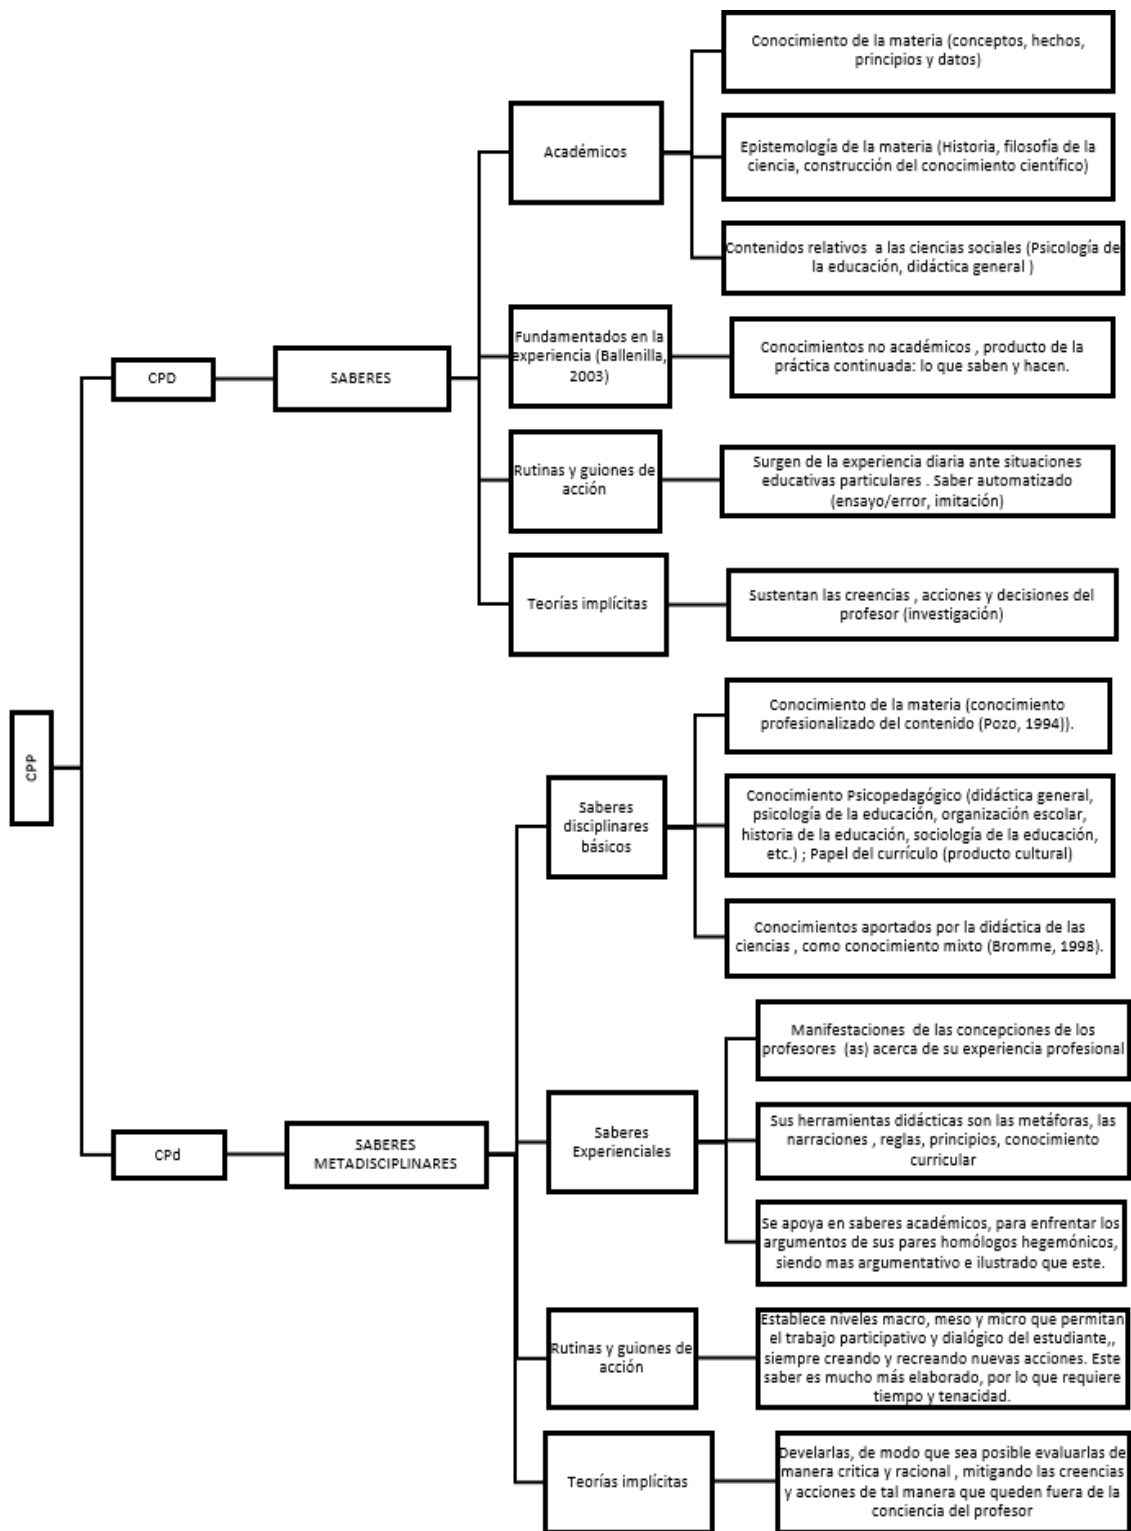 CPP
CPD
SABERES
Académicos
Conocimiento de la materia (conceptos, hechos,
principios y datos)
Epistemología de la materia (Historia, filosofía de la
ciencia, construcción del conocimiento científico)
Contenidos relativos a las ciencias sociales (Psicología de
la educación, didáctica general )
Fundamentados en la
experiencia (Ballenilla,
2003)
Conocimientos no académicos , producto de la
práctica continuada: lo que saben y hacen.
Rutinas y guiones de
acción
Surgen de la experiencia diaria ante situaciones
educativas particulares . Saber automatizado
(ensayo/error, imitación)
Teorías implícitas
Sustentan las creencias , acciones y decisiones del
profesor (investigación)
CPd
SABERES
METADISCIPLINARES
Saberes
disciplinares
básicos
Conocimiento de la materia (conocimiento
profesionalizado del contenido (Pozo, 1994)).
Conocimiento Psicopedagógico (didáctica general,
psicología de la educación, organización escolar,
historia de la educación, sociología de la educación,
etc.) ; Papel del currículo (producto cultural)
Conocimientos aportados por la didáctica de las
ciencias , como conocimiento mixto (Bromme, 1998).
Saberes
Experienciales
Manifestaciones de las concepciones de los
profesores (as) acerca de su experiencia profesional
Sus herramientas didácticas son las metáforas, las
narraciones , reglas, principios, conocimiento
curricular
Se apoya en saberes académicos, para enfrentar los
argumentos de sus pares homólogos hegemónicos,
siendo mas argumentativo e ilustrado que este.
Rutinas y guiones de
acción
Establece niveles macro, meso y micro que permitan
el trabajo participativo y dialógico del estudiante,,
siempre creando y recreando nuevas acciones. Este
saber es mucho más elaborado, por lo que requiere
tiempo y tenacidad.
Teorías implícitas
Develarlas, de modo que sea posible evaluarlas de
manera critica y racional , mitigando las creencias
y acciones de tal manera que queden fuera de la
conciencia del profesor